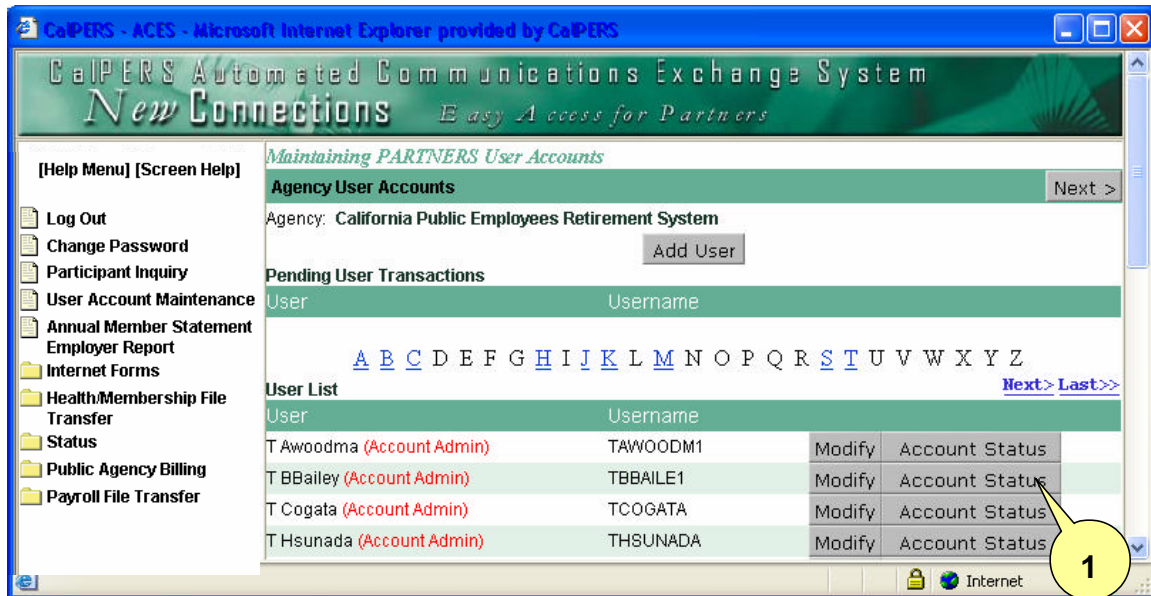 CalPERS - ACES - Microsoft Internet Explorer provided by CalPERS
CalPERS Automated Communications Exchange System
New Connections Easy Access for Partners
[Help Menu] [Screen Help]
Log Out
Change Password
Participant Inquiry
User Account Maintenance
Annual Member Statement
Employer Report
Internet Forms
Health/Membership File
Transfer
Status
Public Agency Billing
Payroll File Transfer
Maintaining PARTNERS User Accounts
Agency User Accounts Next >
Agency: California Public Employees Retirement System
Add User
Pending User Transactions
User Username
A B C D E F G H I J K L M N O P Q R S T U V W X Y Z
User List Next> Last>>
User Username
T Awoodma (Account Admin) TAWOODM1 Modify Account Status
T BBailey (Account Admin) TBBAILE1 Modify Account Status
T Cogata (Account Admin) TCOGATA Modify Account Status
T Hsunada (Account Admin) THSUNADA Modify Account Status
1
Internet